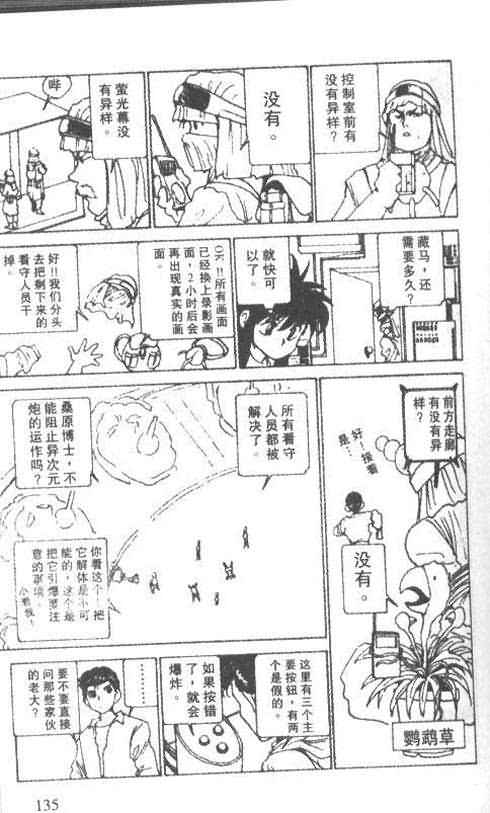 控制室前有
没有异样？
没有。
萤光幕没
有异样。
哔
藏马，还
需要多久？
就快可
以了。
OK!!所有画面
已经换上录影画
面，2小时后会
再出现真实的画
面。
好!!我们分头
去把剩下来的
看守人员干
掉。
前方走廊
有没有异
样？
好，接着
是…
没有。
鹦鹉草
所有看守
人员都被
解决了。
桑原博士，不
能阻止异次元
炮的运作吗？
你看这个！把
它解体是不可
能的，这个是
把它引爆要注
意的事项。
小看我！
这里有三个主
要按钮，有两
个是假的。
如果按错
了，就会
爆炸。
………
要不要直接
问那些家伙
的老大？
135